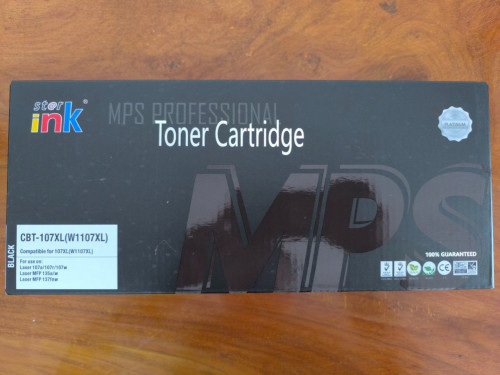 ster
ink®
MPS PROFESSIONAL
Toner Cartridge
PLATINUM
MPS
CBT-107XL(W1107XL)
Compatible for 107XL(W1107XL)
For use on:
Laser 107a/107r/107w
Laser MFP 135a/w
Laser MFP 137fnw
BLACK
100% GUARANTEED